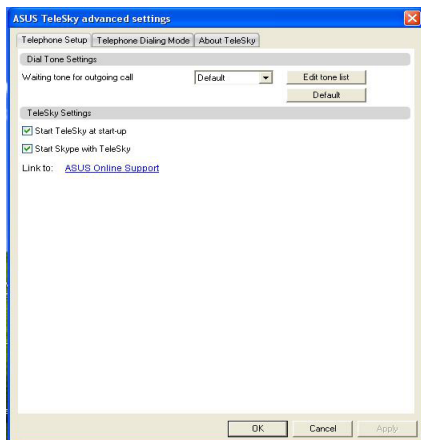 ASUS TeleSky advanced settings
Telephone Setup Telephone Dialing Mode About TeleSky
Dial Tone Settings
Waiting tone for outgoing call Default Edit tone list
Default
TeleSky Settings
Start TeleSky at start-up
Start Skype with TeleSky
Link to: ASUS Online Support
OK Cancel Apply